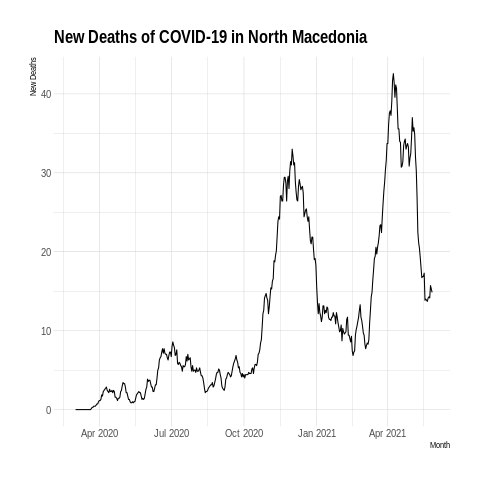 New Deaths of COVID-19 in North Macedonia
New Deaths
40
30
20
10
0
Apr 2020 Jul 2020 Oct 2020 Jan 2021 Apr 2021
Month